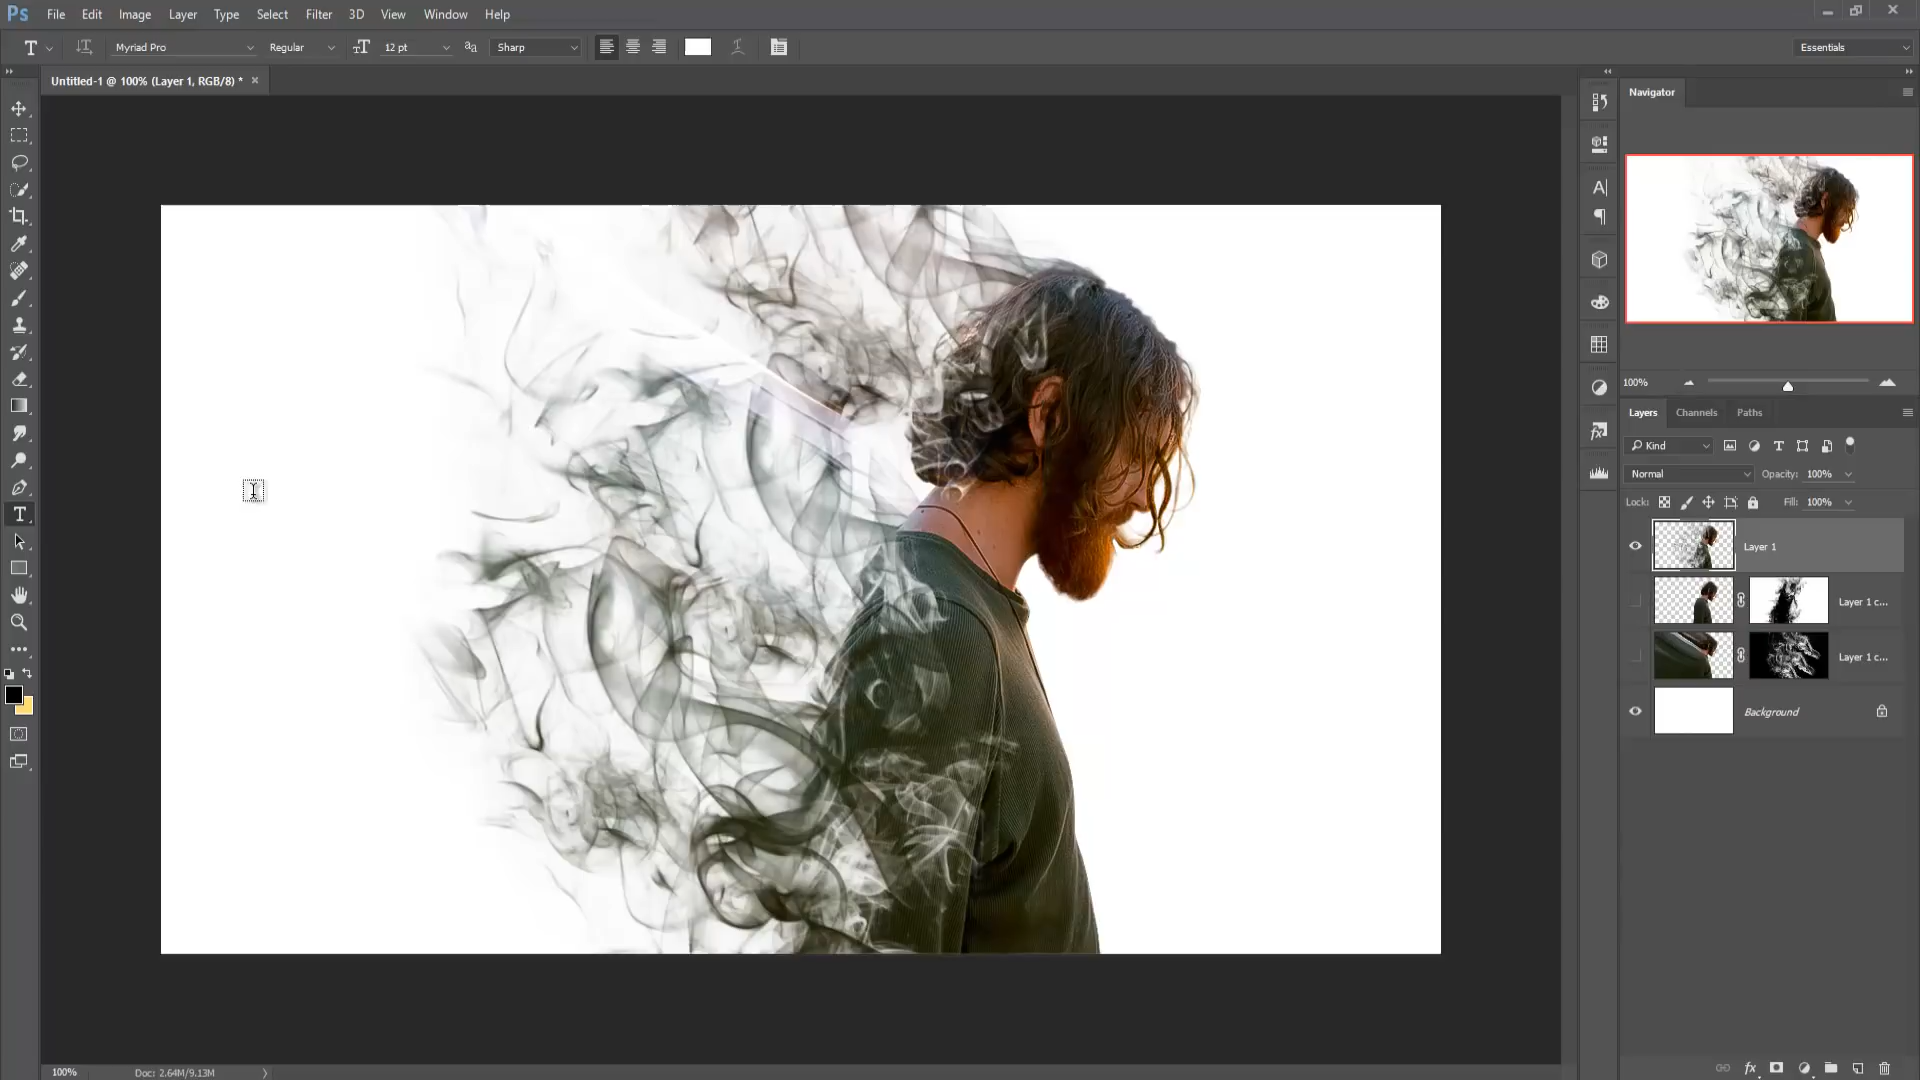 Ps File Edit Image Layer Type Select Filter 3D View Window Help
T Myriad Pro Regular 12 pt Sharp Essentials
Untitled-1 @ 100% (Layer 1, RGB/8) * ×
Navigator
100%
Layers Channels Paths
Kind
Normal Opacity: 100%
Lock: Fill: 100%
Layer 1
Layer 1 c...
Layer 1 c...
Background
fx
100% Doc: 2.64M/9.13M